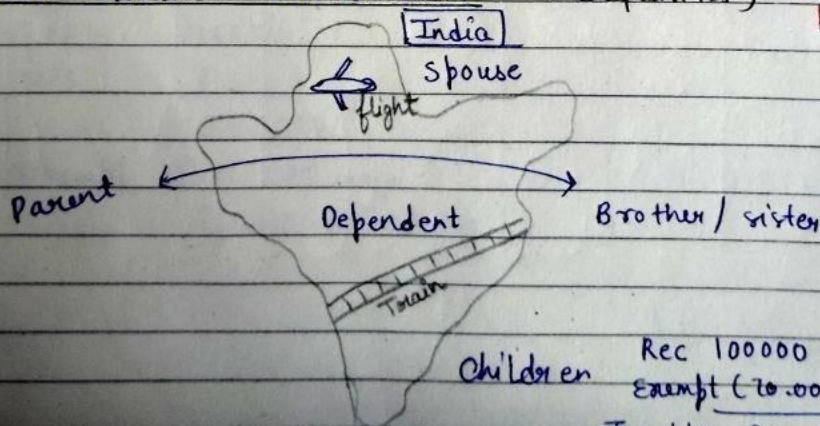 India
Spouse
flight
Parent
Dependent
Brother / sister
Train
Children
Rec 100000
Exempt